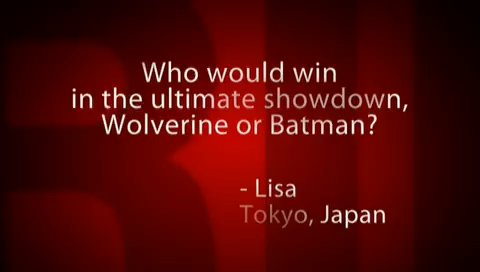 Who would win
in the ultimate showdown,
Wolverine or Batman?
- Lisa
Tokyo, Japan